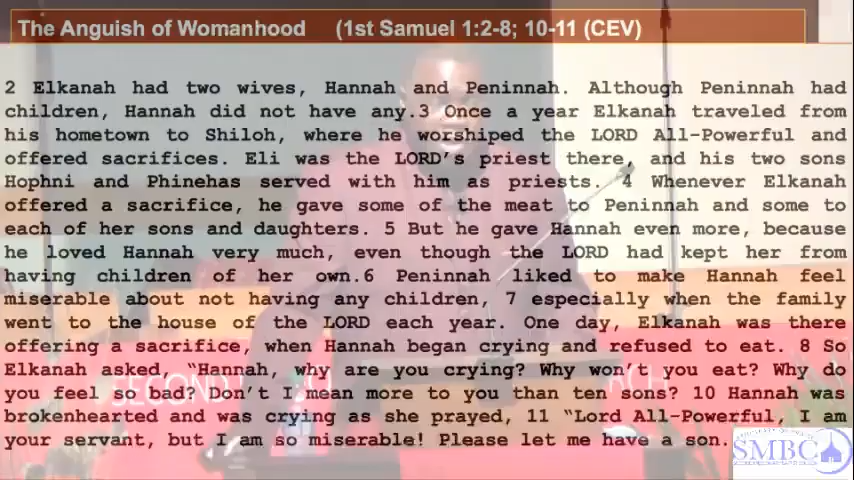 The Anguish of Womanhood (1st Samuel 1:2-8; 10-11 (CEV)
2 Elkanah had two wives, Hannah and Peninnah. Although Peninnah had
children, Hannah did not have any.3 Once a year Elkanah traveled from
his hometown to Shiloh, where he worshiped the LORD All-Powerful and
offered sacrifices. Eli was the LORD's priest there, and his two sons
Hophni and Phinehas served with him as priests. 4 Whenever Elkanah
offered a sacrifice, he gave some of the meat to Peninnah and some to
each of her sons and daughters. 5 But he gave Hannah even more, because
he loved Hannah very much, even though the LORD had kept her from
having children of her own.6 Peninnah liked to make Hannah feel
miserable about not having any children, 7 especially when the family
went to the house of the LORD each year. One day, Elkanah was there
offering a sacrifice, when Hannah began crying and refused to eat. 8 So
Elkanah asked, “Hannah, why are you crying? Why won't you eat? Why do
you feel so bad? Don't I mean more to you than ten sons? 10 Hannah was
brokenhearted and was crying as she prayed, 11 “Lord All-Powerful, I am
your servant, but I am so miserable! Please let me have a son.
SECOND
RCH
SMBC